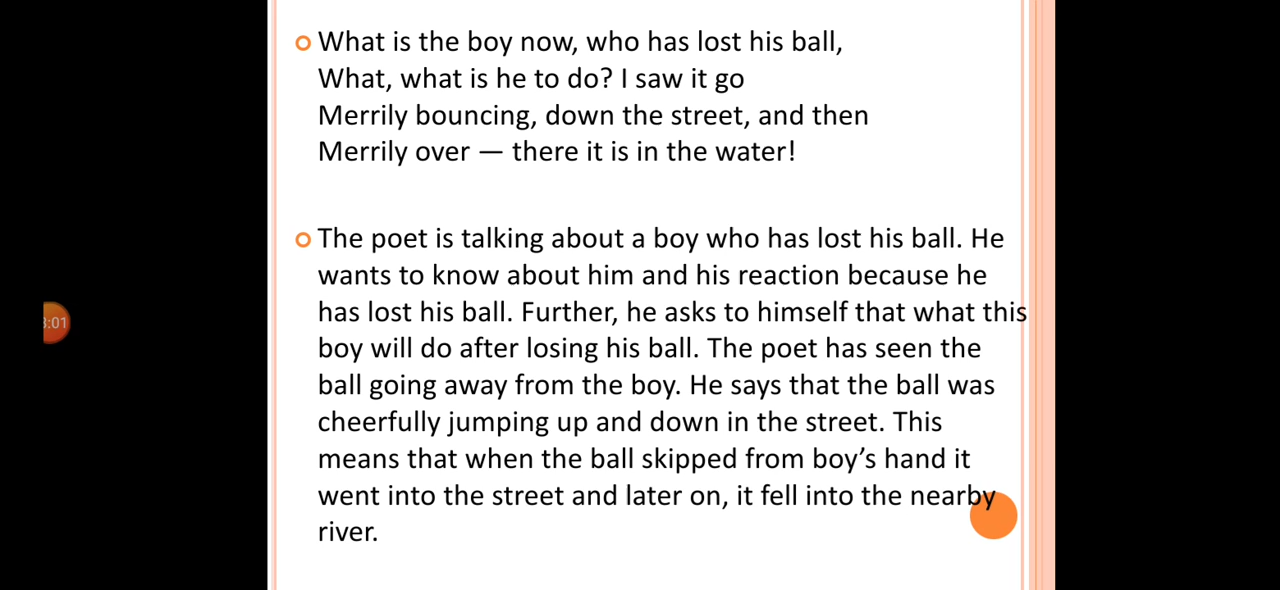 What is the boy now, who has lost his ball,
What, what is he to do? I saw it go
Merrily bouncing, down the street, and then
Merrily over — there it is in the water!
The poet is talking about a boy who has lost his ball. He
wants to know about him and his reaction because he
has lost his ball. Further, he asks to himself that what this
:01
boy will do after losing his ball. The poet has seen the
ball going away from the boy. He says that the ball was
cheerfully jumping up and down in the street. This
means that when the ball skipped from boy’s hand it
went into the street and later on, it fell into the nearby
river.